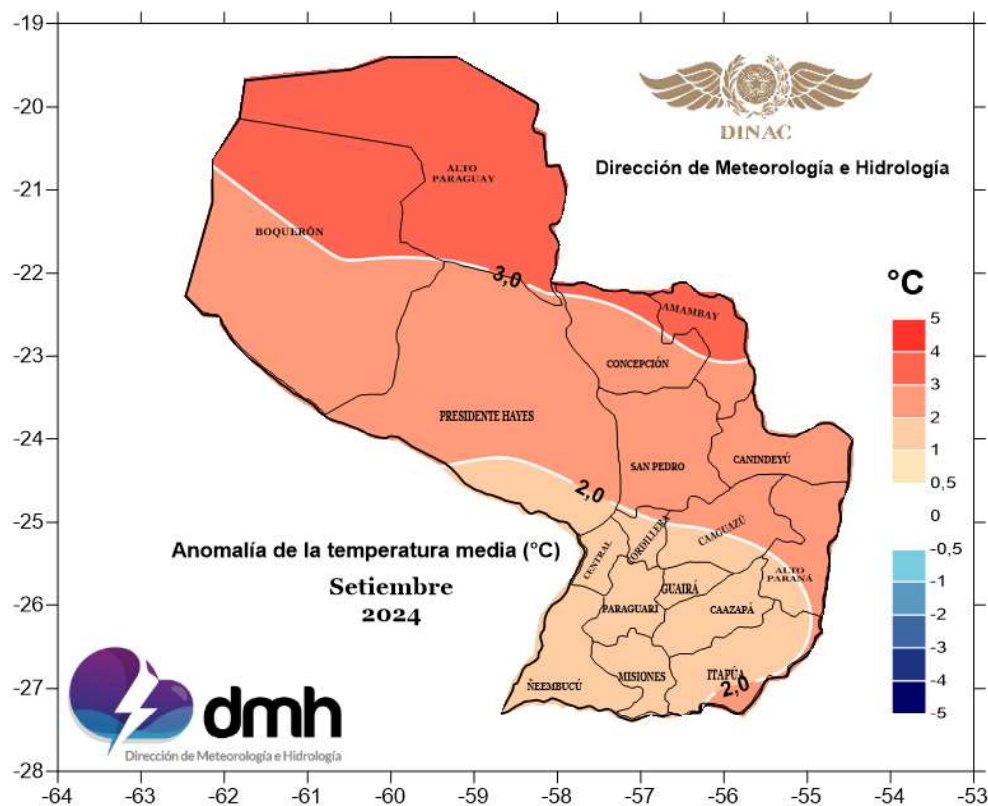 -19
-20
-21
-22
-23
-24
-25
-26
-27
-28
-64
-63
-62
-61
-60
-59
-58
-57
-56
-55
-54
-53
DINAC
Dirección de Meteorología e Hidrología
ALTO
PARAGUAY
BOQUERÓN
3,0
AMAMBAY
CONCEPCIÓN
PRESIDENTE HAYES
SAN PEDRO
CANINDEYÚ
2,0
CORDILLERA
CAAGUAZÚ
CENTRAL
ALTO
PARANÁ
GUAIRÁ
PARAGUARI
CAAZAPÁ
MISIONES
ITAPÚA
ÑEEMBUCÚ
2,0
°C
5
4
3
2
1
0,5
0
-0,5
-1
-2
-3
-4
-5
Anomalía de la temperatura media (°C)
Setiembre
2024
dmh
Dirección de Meteorología e Hidrología